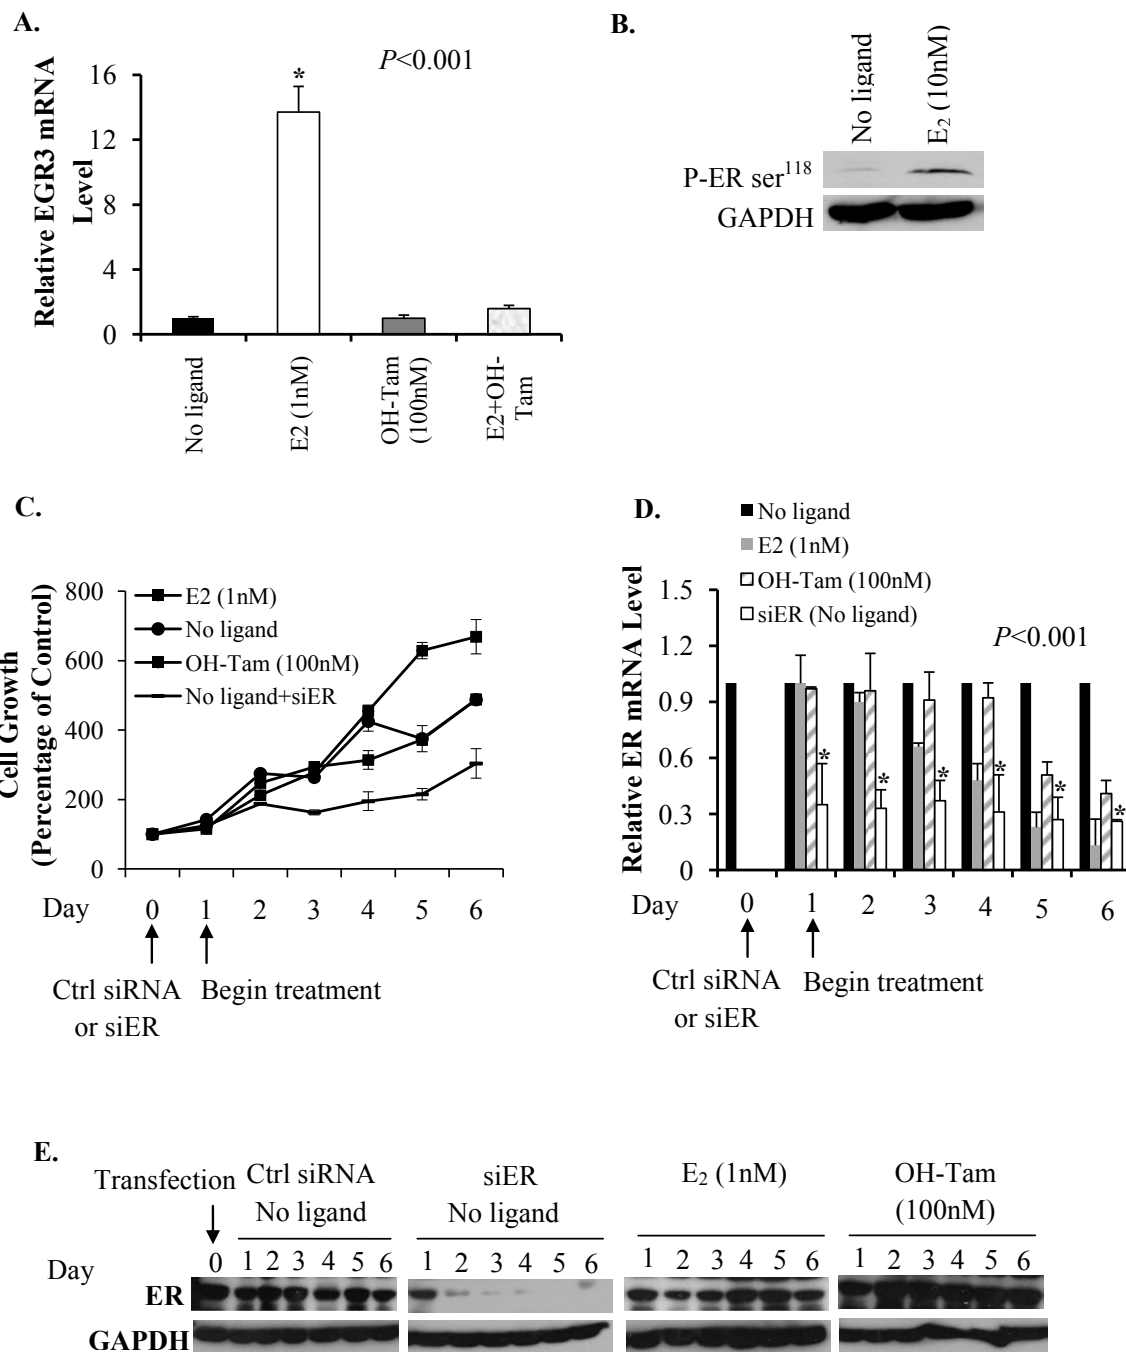 A.
P<0.001
Relative EGR3 mRNA
Level
16
12
8
4
0
*
No ligand
E2 (1nM)
OH-Tam
(100nM)
E2+OH-
Tam
B.
No ligand
E₂ (10nM)
P-ER ser¹¹⁸
GAPDH
C.
Cell Growth
(Percentage of Control)
800
600
400
200
0
E2 (1nM)
No ligand
OH-Tam (100nM)
No ligand+siER
Day 0 1 2 3 4 5 6
Ctrl siRNA Begin treatment
or siER
D.
No ligand
E2 (1nM)
OH-Tam (100nM)
siER (No ligand)
P<0.001
Relative ER mRNA Level
1.5
1.2
0.9
0.6
0.3
0
* * * * * *
Day 0 1 2 3 4 5 6
Ctrl siRNA Begin treatment
or siER
E.
Transfection
Ctrl siRNA
No ligand
siER
No ligand
E₂ (1nM)
OH-Tam
(100nM)
Day 0 1 2 3 4 5 6 1 2 3 4 5 6 1 2 3 4 5 6 1 2 3 4 5 6
ER
GAPDH